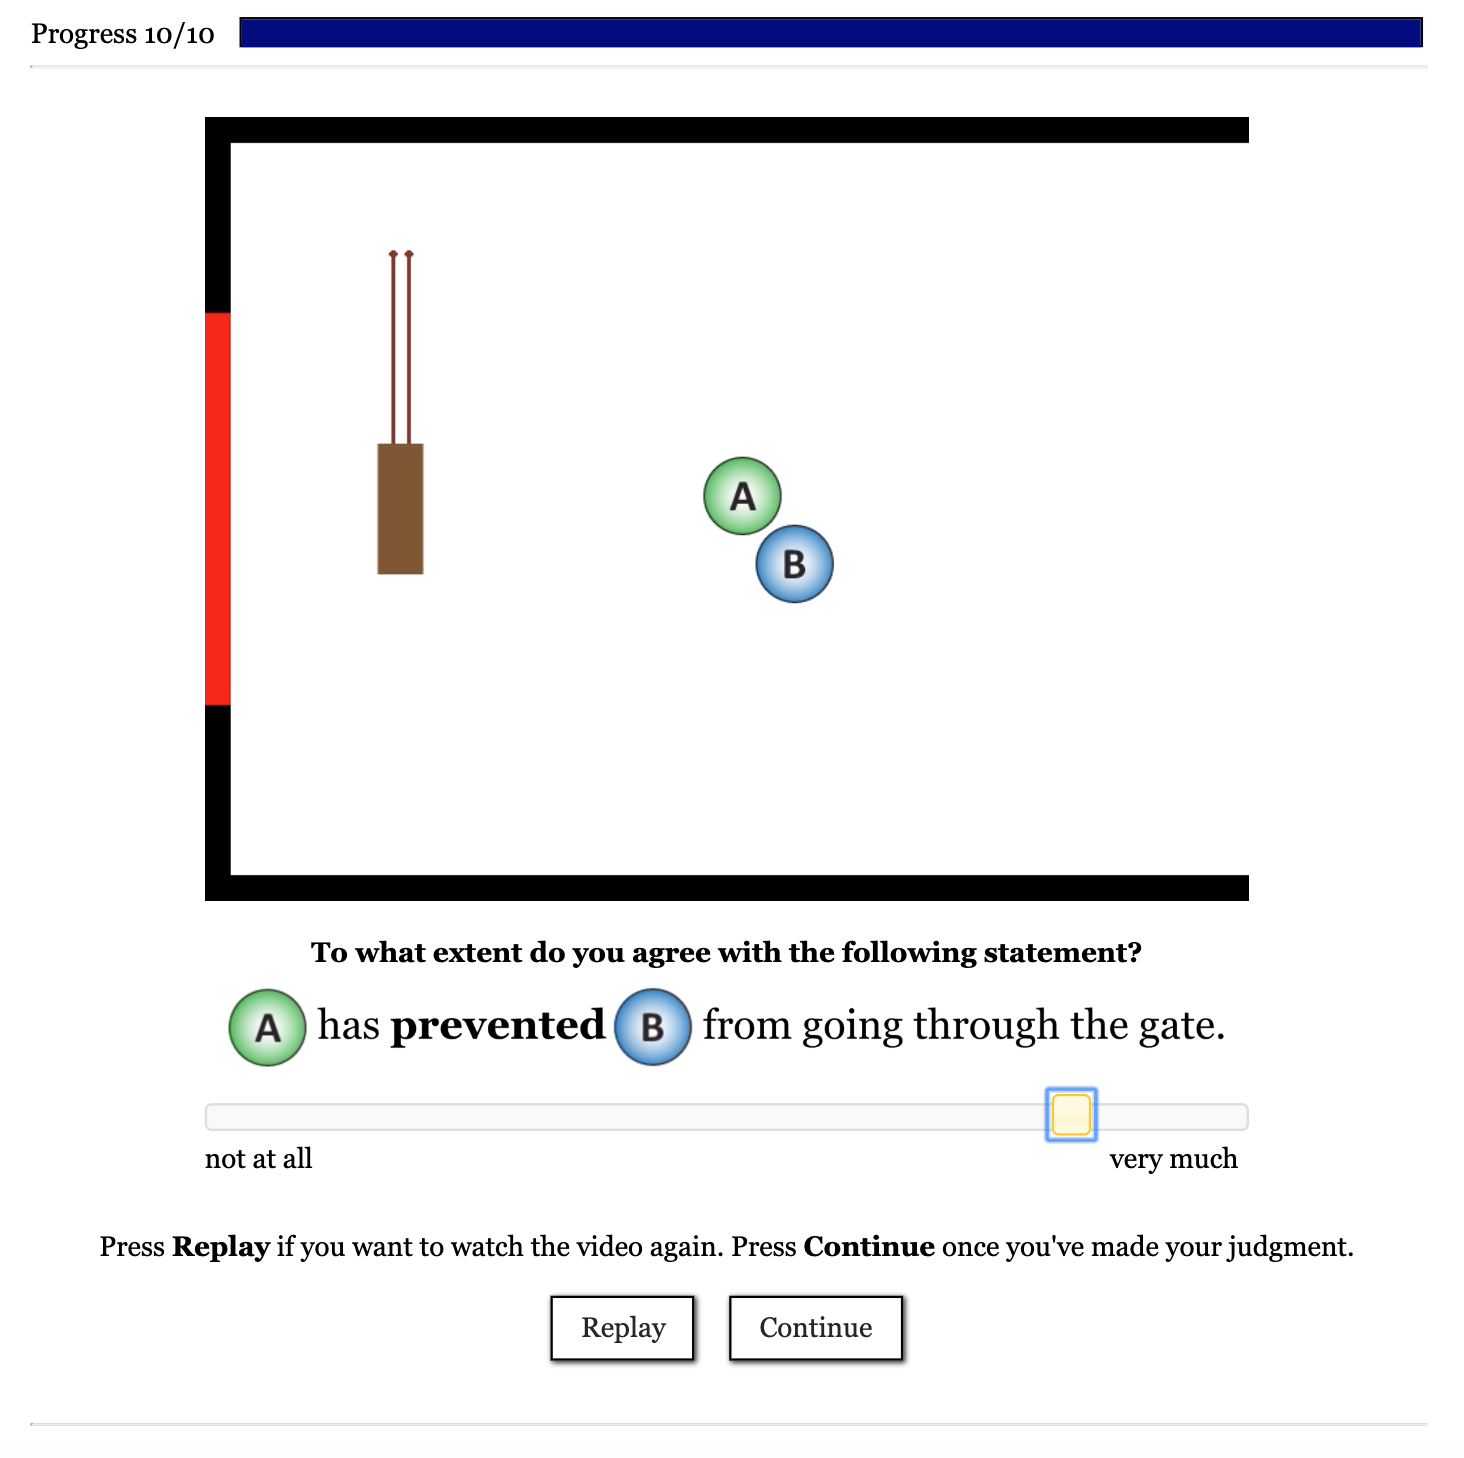 Progress 10/10
A
B
To what extent do you agree with the following statement?
A has prevented B from going through the gate.
not at all very much
Press Replay if you want to watch the video again. Press Continue once you've made your judgment.
Replay Continue